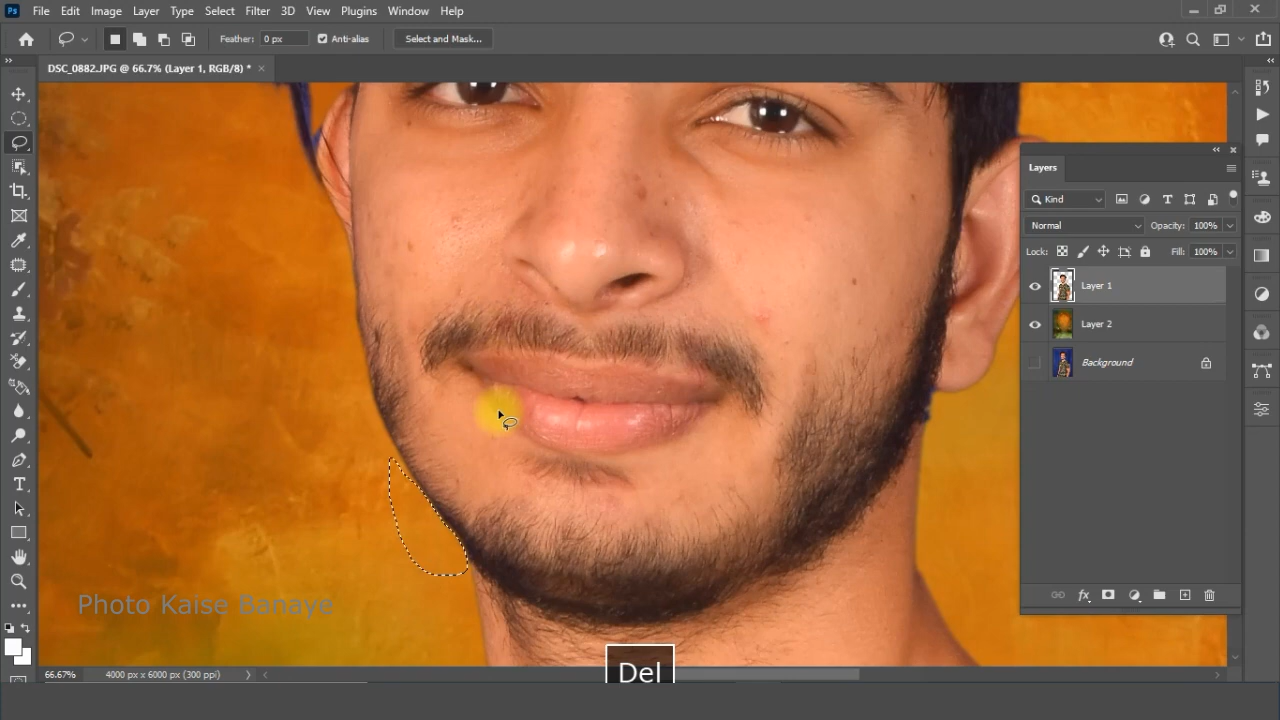 Ps File Edit Image Layer Type Select Filter 3D View Plugins Window Help
Feather: 0 px Anti-alias Select and Mask...
DSC_0882.JPG @ 66.7% (Layer 1, RGB/8) *
Layers
Kind
Normal Opacity: 100%
Lock: Fill: 100%
Layer 1
Layer 2
Background
fx
Photo Kaise Banaye
Del
66.67% 4000 px x 6000 px (300 ppi)